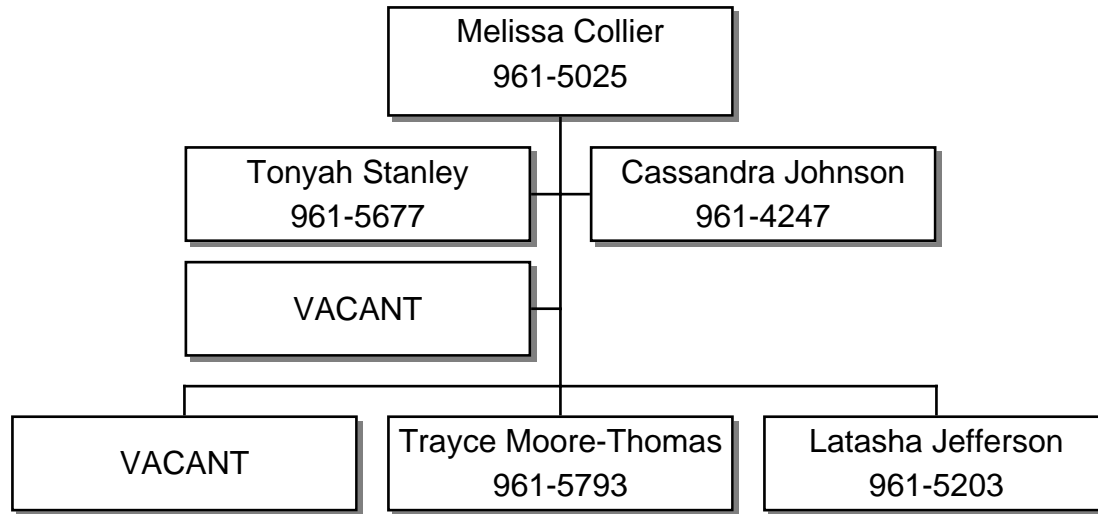 Melissa Collier
961-5025
Tonyah Stanley
961-5677
Cassandra Johnson
961-4247
VACANT
VACANT
Trayce Moore-Thomas
961-5793
Latasha Jefferson
961-5203